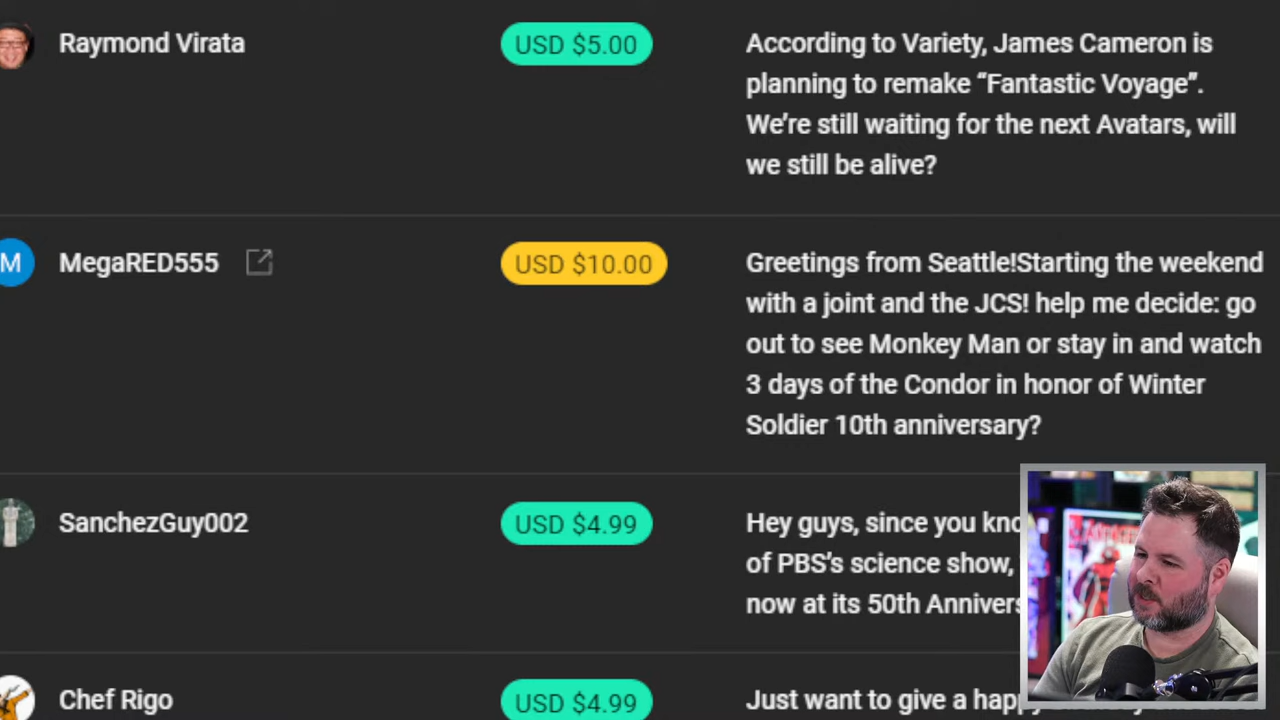 Raymond Virata
USD $5.00
According to Variety, James Cameron is
planning to remake “Fantastic Voyage”.
We’re still waiting for the next Avatars, will
we still be alive?
M
MegaRED555
USD $10.00
Greetings from Seattle!Starting the weekend
with a joint and the JCS! help me decide: go
out to see Monkey Man or stay in and watch
3 days of the Condor in honor of Winter
Soldier 10th anniversary?
SanchezGuy002
USD $4.99
Hey guys, since you kno
of PBS’s science show,
now at its 50th Annivers
Chef Rigo
USD $4.99
Just want to give a happy